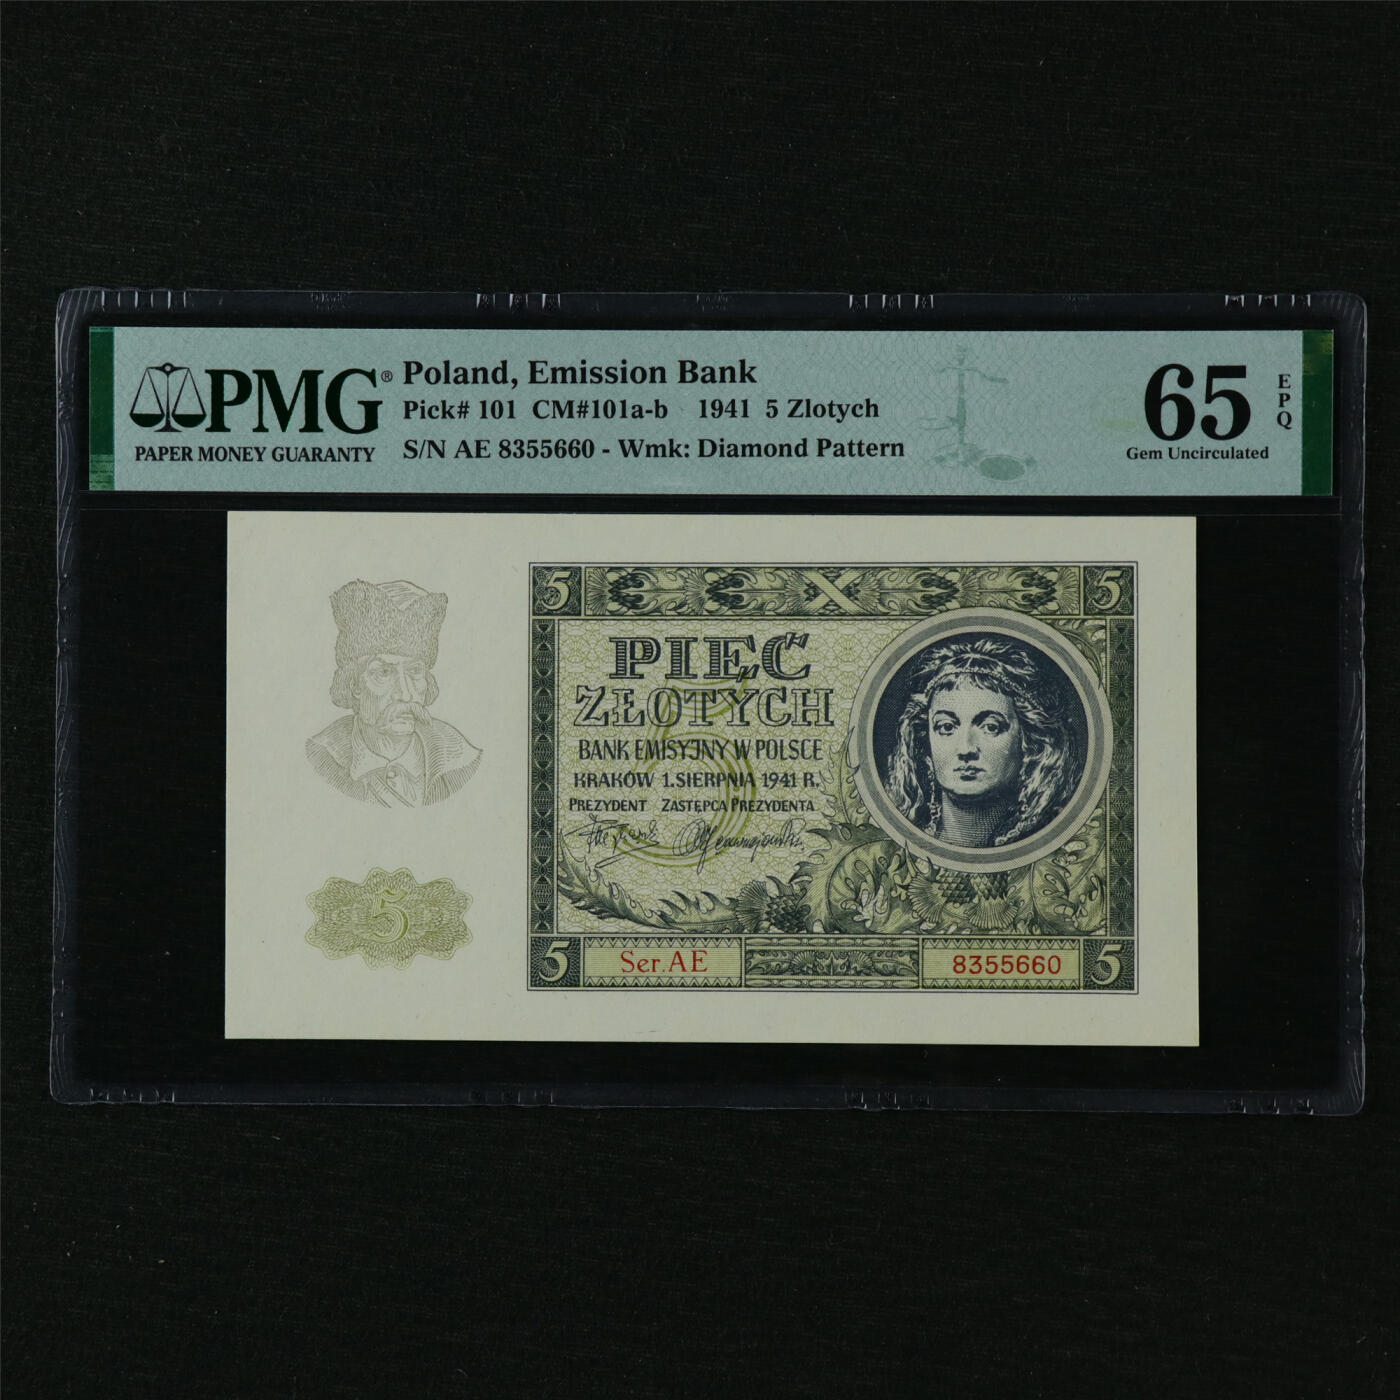 PMG®
PAPER MONEY GUARANTY
Poland, Emission Bank
Pick# 101 CM#101a-b 1941 5 Zlotych
S/N AE 8355660 - Wmk: Diamond Pattern
65
EPQ
Gem Uncirculated
5 5
PIĘĆ
ZŁOTYCH
BANK EMISYJNY W POLSCE
KRAKÓW 1. SIERPNIA 1941 R.
PREZYDENT ZASTĘPCA PREZYDENTA
5
5
5 Ser. AE 8355660 5